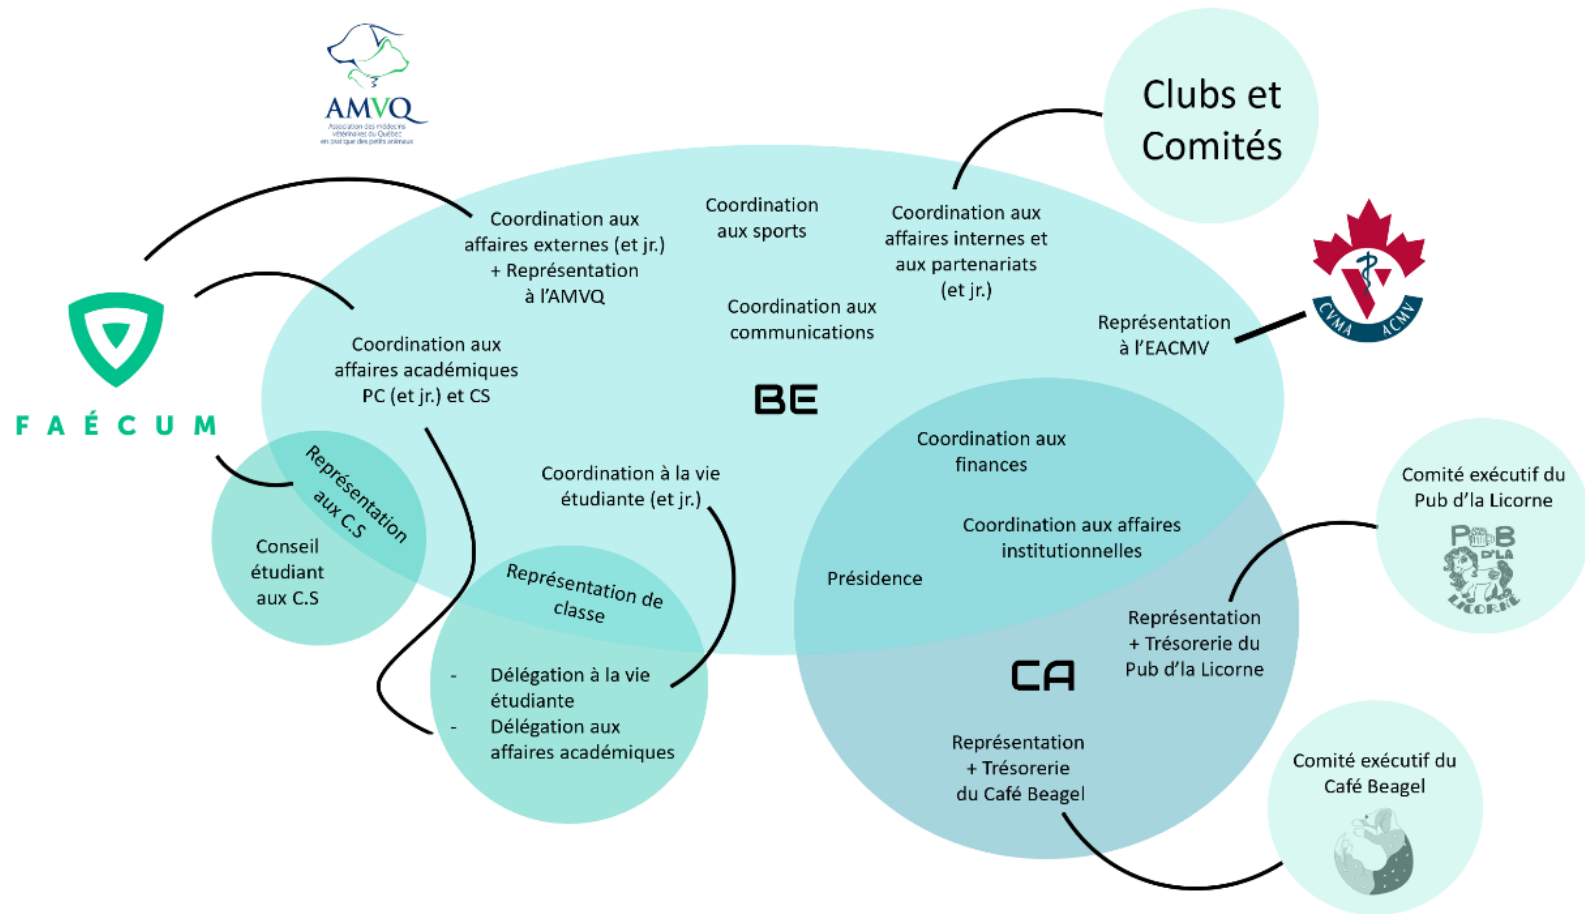 AMVQ
Association des médecins
vétérinaires du Québec
en pratique des petits animaux
Clubs et
Comités
Coordination aux
affaires externes (et jr.)
+ Représentation
à l'AMVQ
Coordination
aux sports
Coordination aux
affaires internes et
aux partenariats
(et jr.)
Coordination aux
communications
Représentation
à l'EACMV
CVMA ACMV
FAÉCUM
Coordination aux
affaires académiques
PC (et jr.) et CS
BE
Coordination aux
finances
Représentation
aux C.S
Conseil
étudiant
aux C.S
Coordination à la vie
étudiante (et jr.)
Coordination aux affaires
institutionnelles
Présidence
Comité exécutif du
Pub d'la Licorne
PUB
D'LA
LICORNE
Représentation de
classe
- Délégation à la vie
étudiante
- Délégation aux
affaires académiques
CA
Représentation
+ Trésorerie du
Pub d'la Licorne
Représentation
+ Trésorerie
du Café Beagel
Comité exécutif du
Café Beagel